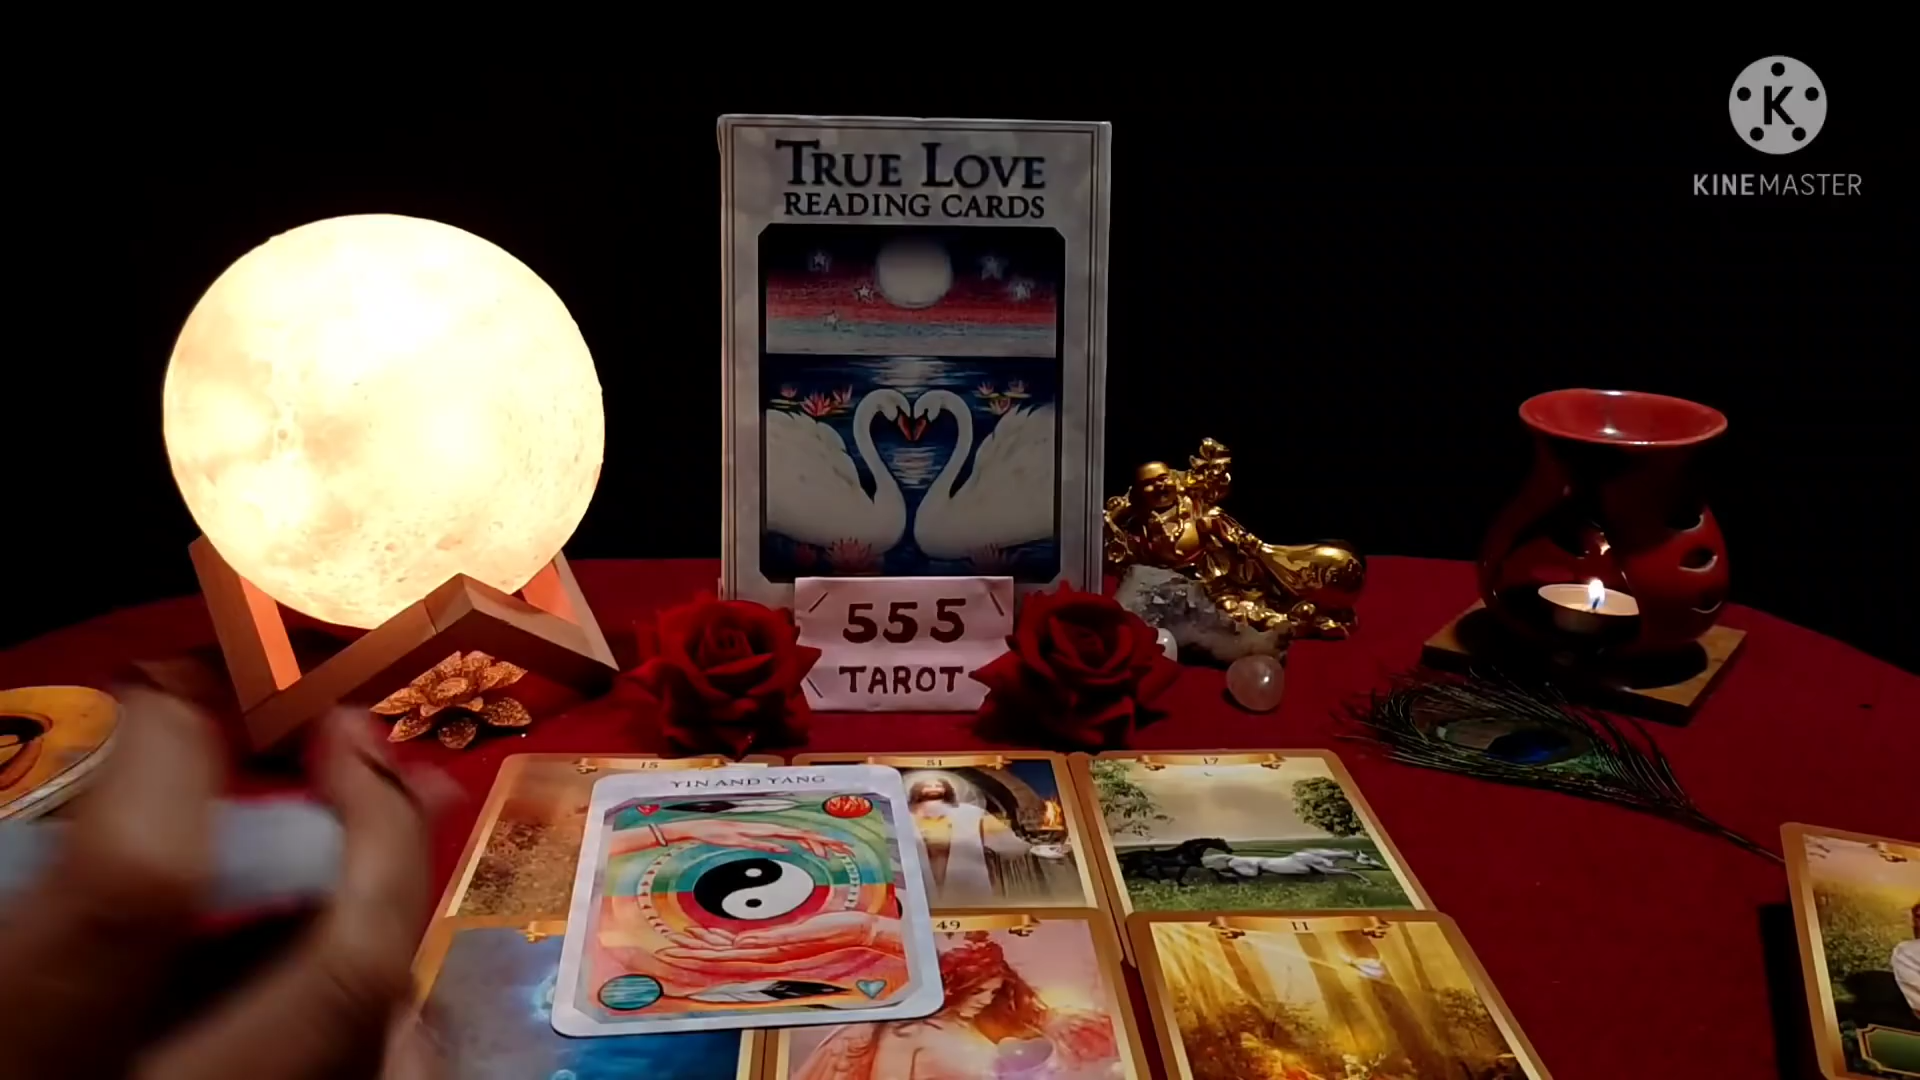 TRUE LOVE
READING CARDS
KINEMASTER
555
TAROT
15
51
17
YIN AND YANG
49
11